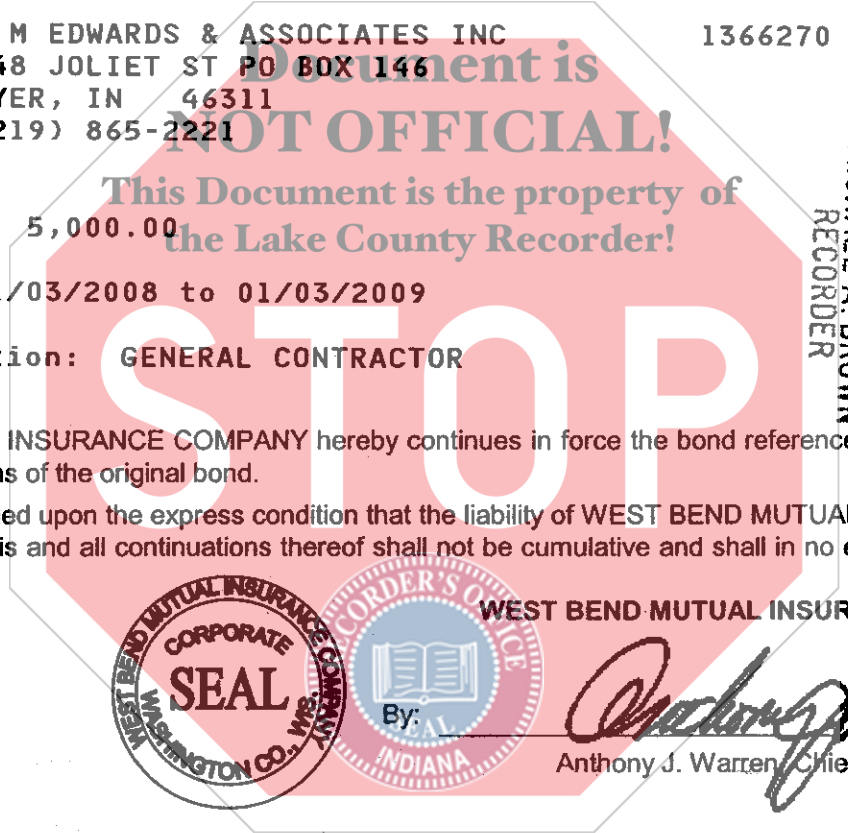 M EDWARDS & ASSOCIATES INC 1366270
48 JOLIET ST PO BOX 146
YER, IN 46311
219) 865-2221
Document is
NOT OFFICIAL!
This Document is the property of
the Lake County Recorder!
5,000.00
/03/2008 to 01/03/2009
tion: GENERAL CONTRACTOR
RECORDER
STOP
INSURANCE COMPANY hereby continues in force the bond reference
s of the original bond.
ed upon the express condition that the liability of WEST BEND MUTUAL
is and all continuations thereof shall not be cumulative and shall in no e
WEST BEND MUTUAL INSUR
WEST BEND MUTUAL INSURANCE COMPANY
CORPORATE
SEAL
WASHINGTON CO., WIS.
RECORDER'S OFFICE
SEAL
INDIANA
By:
Anthony J. Warren, Chie